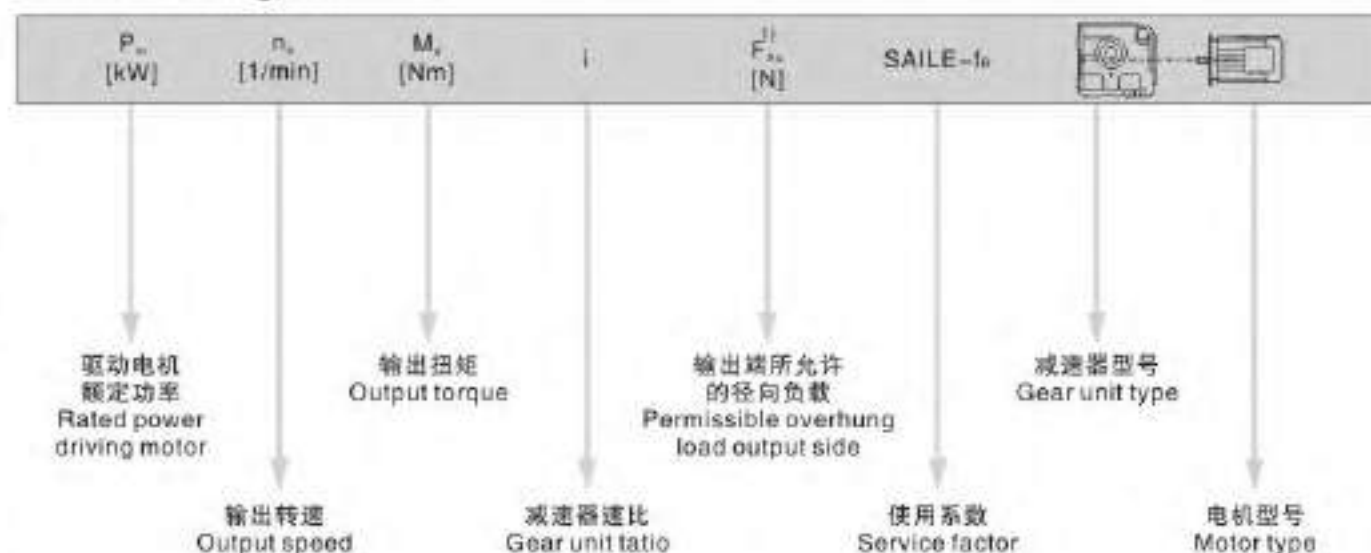 Pₘ
[kW]
nₐ
[1/min]
Mₐ
[Nm]
i
1)
[N]
SAILE-fB
驱动电机
额定功率
Rated power
driving motor
输出扭矩
Output torque
输出端所允许
的径向负载
Permissible overhung
load output side
减速器型号
Gear unit type
输出转速
Output speed
减速器速比
Gear unit tatio
使用系数
Service factor
电机型号
Motor type